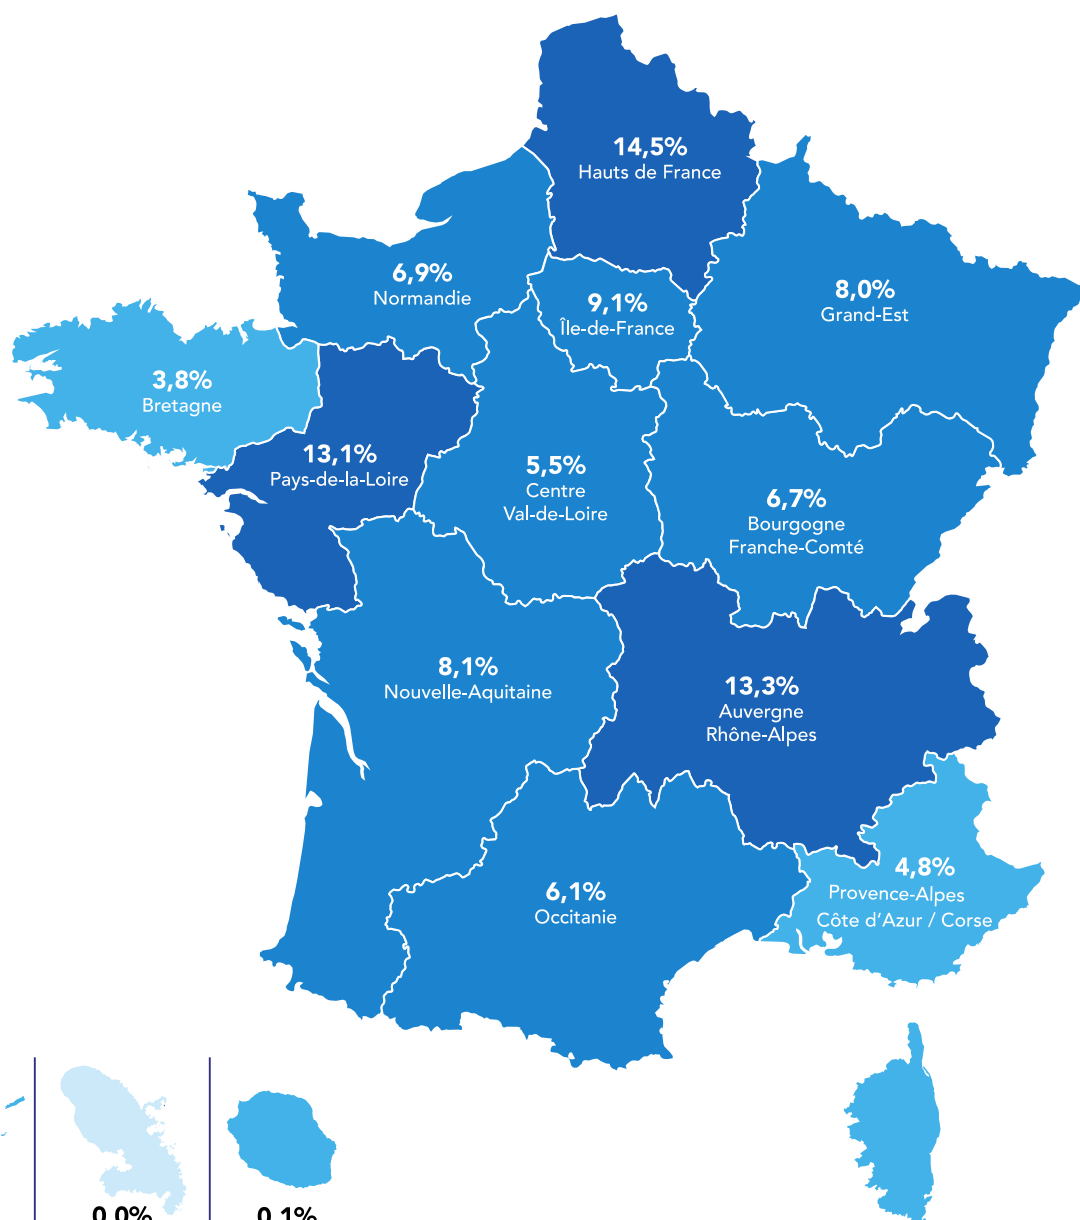 14,5%
Hauts de France
6,9%
Normandie
9,1%
Île-de-France
8,0%
Grand-Est
3,8%
Bretagne
13,1%
Pays-de-la-Loire
5,5%
Centre
Val-de-Loire
6,7%
Bourgogne
Franche-Comté
8,1%
Nouvelle-Aquitaine
13,3%
Auvergne
Rhône-Alpes
4,8%
Provence-Alpes
Côte d'Azur / Corse
6,1%
Occitanie
0,0%
0,1%